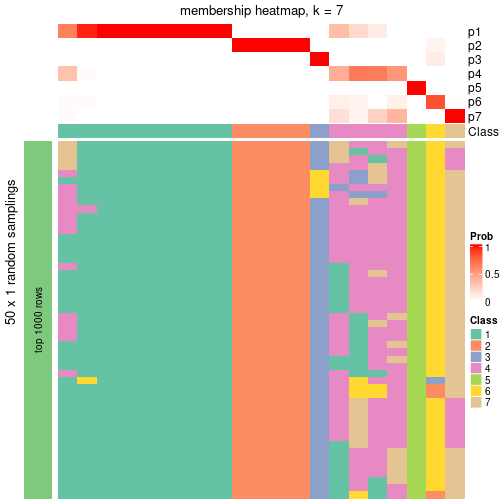 membership heatmap, k = 7
p1
p2
p3
p4
p5
p6
p7
Class
50 x 1 random samplings
top 1000 rows
Prob
1
0.5
0
Class
1
2
3
4
5
6
7